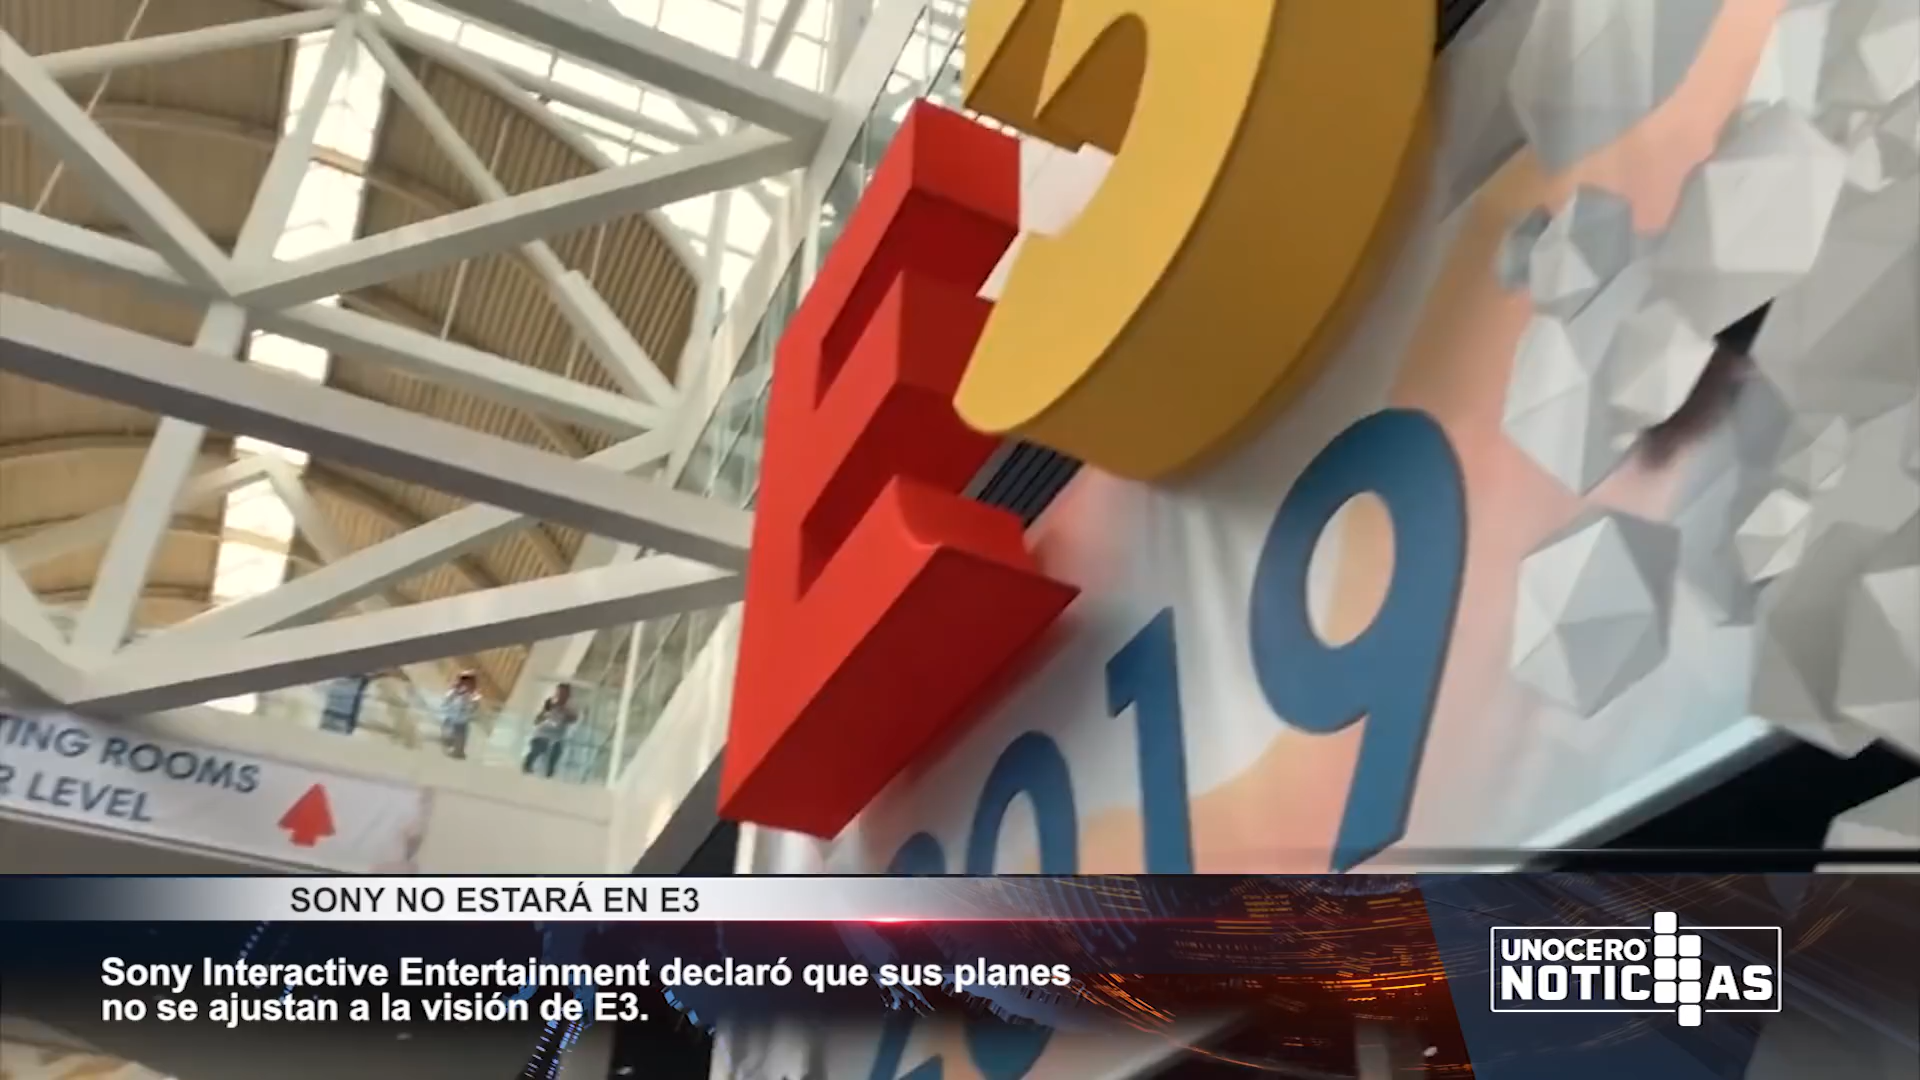 E3
2019
TING ROOMS
R LEVEL
SONY NO ESTARÁ EN E3
Sony Interactive Entertainment declaró que sus planes
no se ajustan a la visión de E3.
UNOCERO
NOTICIAS